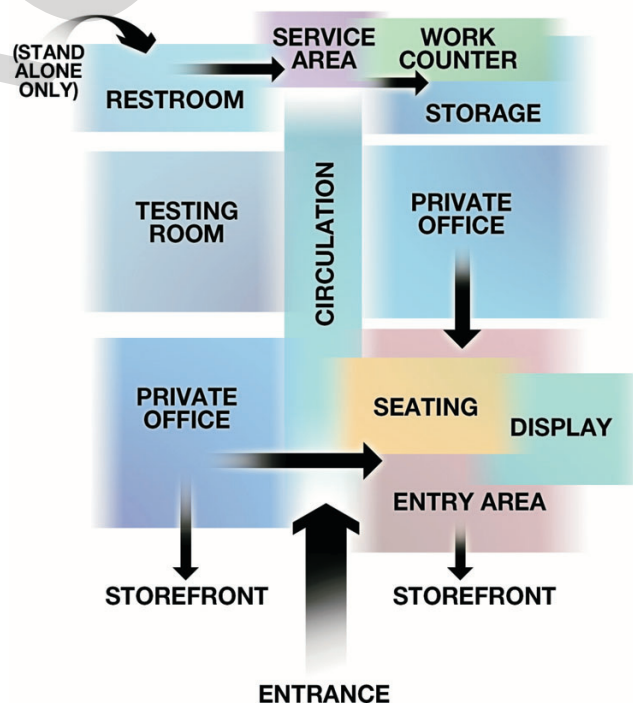 (STAND
ALONE
ONLY)
RESTROOM
SERVICE
AREA
WORK
COUNTER
STORAGE
TESTING
ROOM
CIRCULATION
PRIVATE
OFFICE
PRIVATE
OFFICE
SEATING
DISPLAY
ENTRY AREA
STOREFRONT
STOREFRONT
ENTRANCE